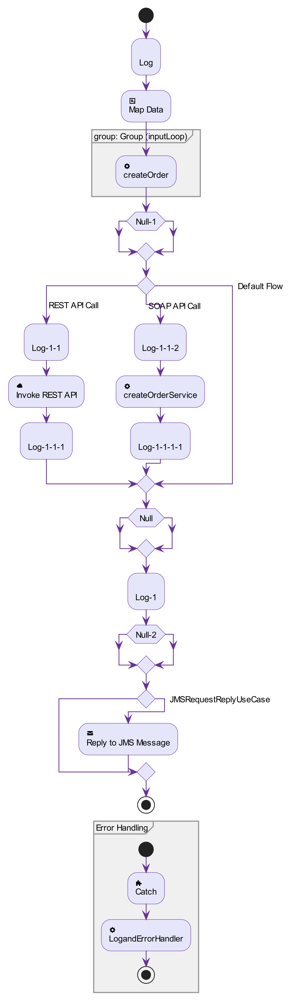 Log
Map Data
group: Group (inputLoop)
createOrder
Null-1
Default Flow
REST API Call
SOAP API Call
Log-1-1
Log-1-1-2
Invoke REST API
createOrderService
Log-1-1-1
Log-1-1-1-1
Null
Log-1
Null-2
JMSRequestReplyUseCase
Reply to JMS Message
Error Handling
Catch
LogandErrorHandler